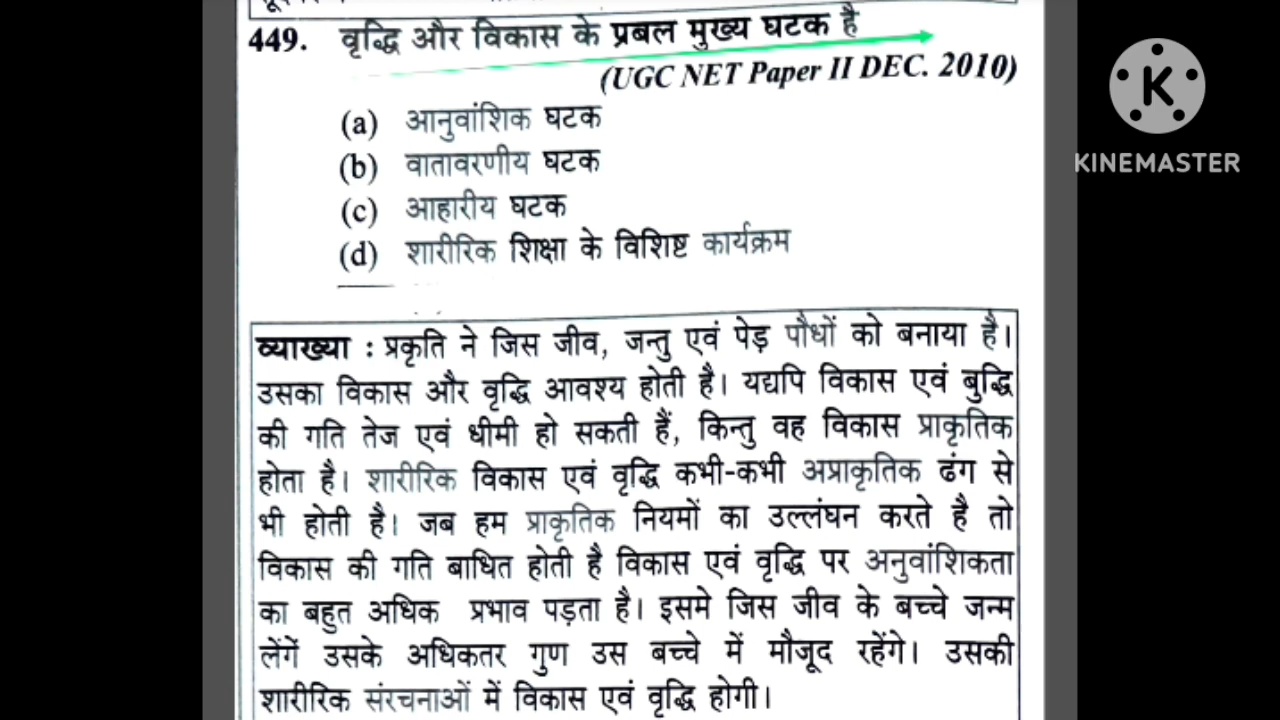 449. वृद्धि और विकास के प्रबल मुख्य घटक है
(UGC NET Paper II DEC. 2010)
(a) आनुवांशिक घटक
(b) वातावरणीय घटक
(c) आहारीय घटक
(d) शारीरिक शिक्षा के विशिष्ट कार्यक्रम
व्याख्या : प्रकृति ने जिस जीव, जन्तु एवं पेड़ पौधों को बनाया है।
उसका विकास और वृद्धि आवश्य होती है। यद्यपि विकास एवं बुद्धि
की गति तेज एवं धीमी हो सकती हैं, किन्तु वह विकास प्राकृतिक
होता है। शारीरिक विकास एवं वृद्धि कभी-कभी अप्राकृतिक ढंग से
भी होती है। जब हम प्राकृतिक नियमों का उल्लंघन करते है तो
विकास की गति बाधित होती है विकास एवं वृद्धि पर अनुवांशिकता
का बहुत अधिक प्रभाव पड़ता है। इसमे जिस जीव के बच्चे जन्म
लेंगें उसके अधिकतर गुण उस बच्चे में मौजूद रहेंगे। उसकी
शारीरिक संरचनाओं में विकास एवं वृद्धि होगी।
K
KINEMASTER